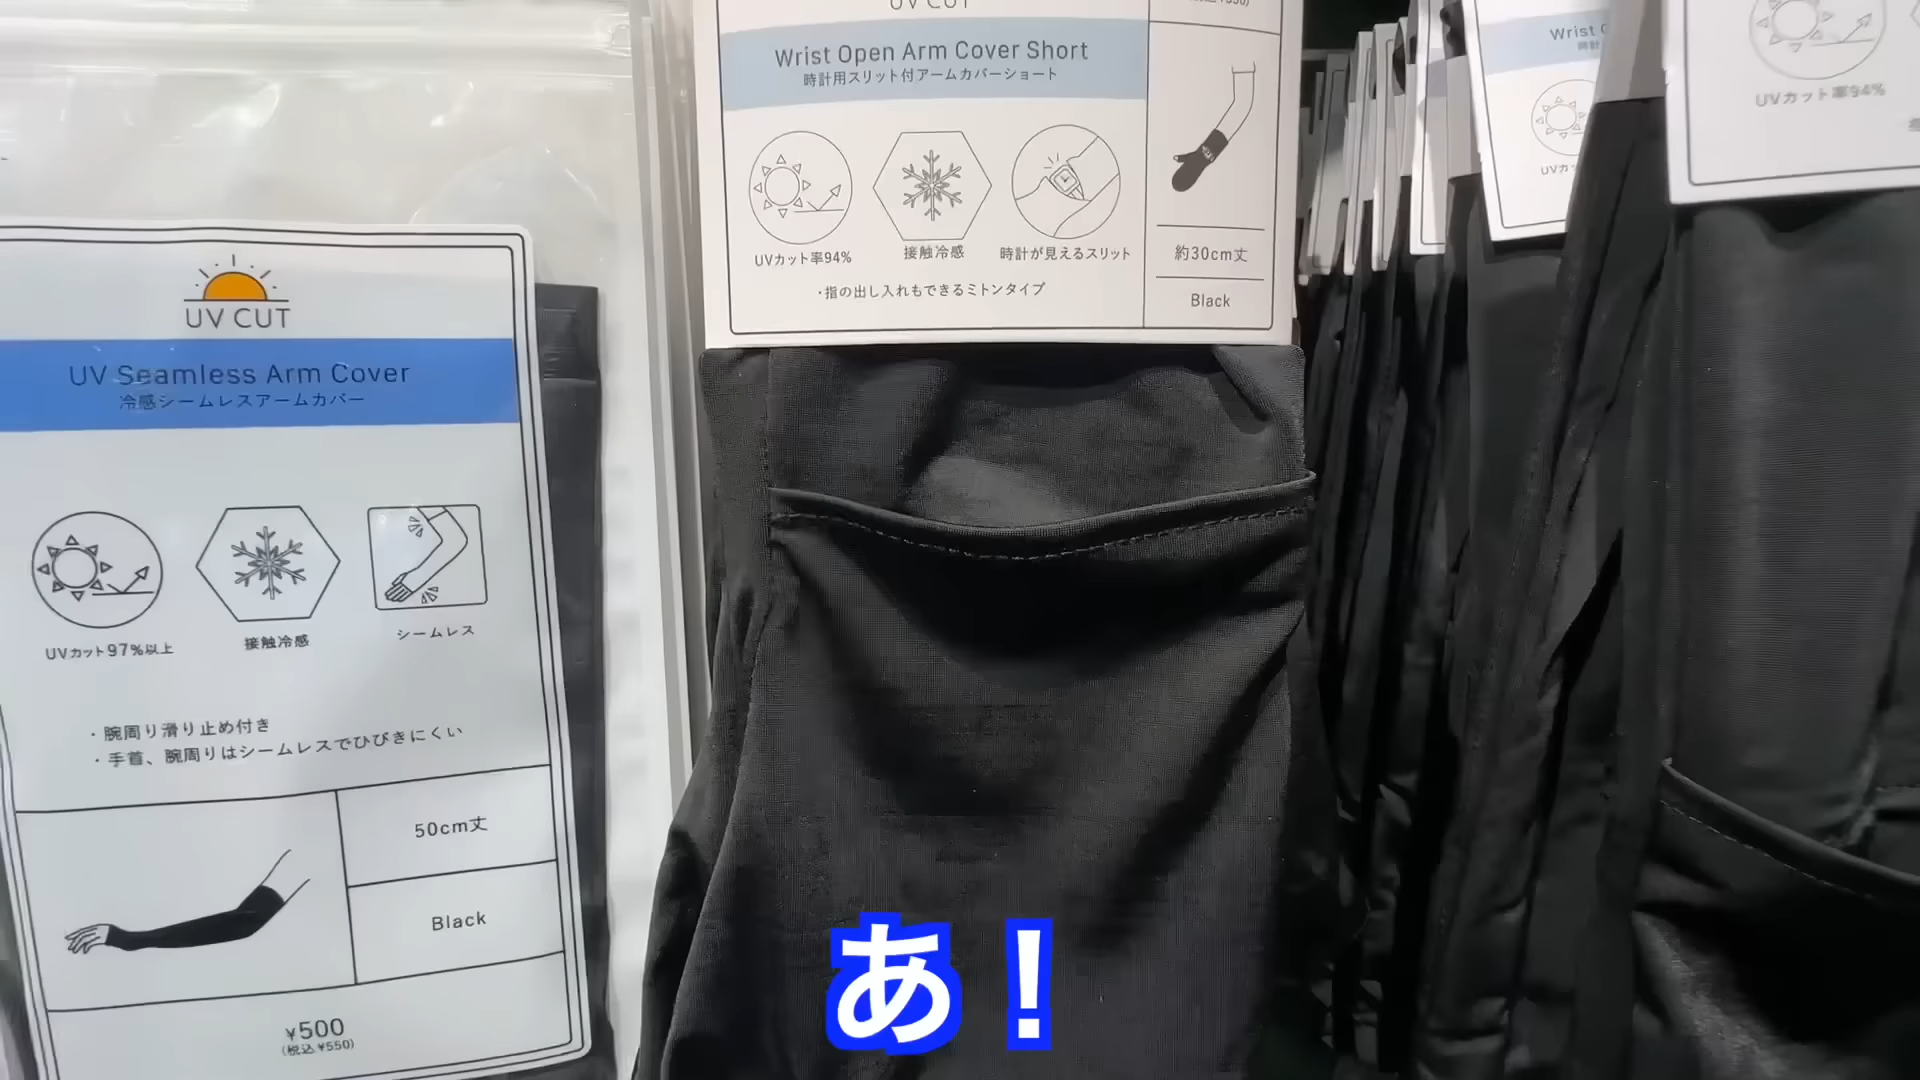 UV CUT
UV Seamless Arm Cover
冷感シームレスアームカバー
UVカット97%以上
接触冷感
シームレス
・腕周り滑り止め付き
・手首、腕周りはシームレスでひびきにくい
50cm丈
Black
¥500
(税込¥550)
UV CUT
Wrist Open Arm Cover Short
時計用スリット付アームカバーショート
UVカット率94%
接触冷感
時計が見えるスリット
・指の出し入れもできるミトンタイプ
約30cm丈
Black
Wrist
UVカット率94%
あ！